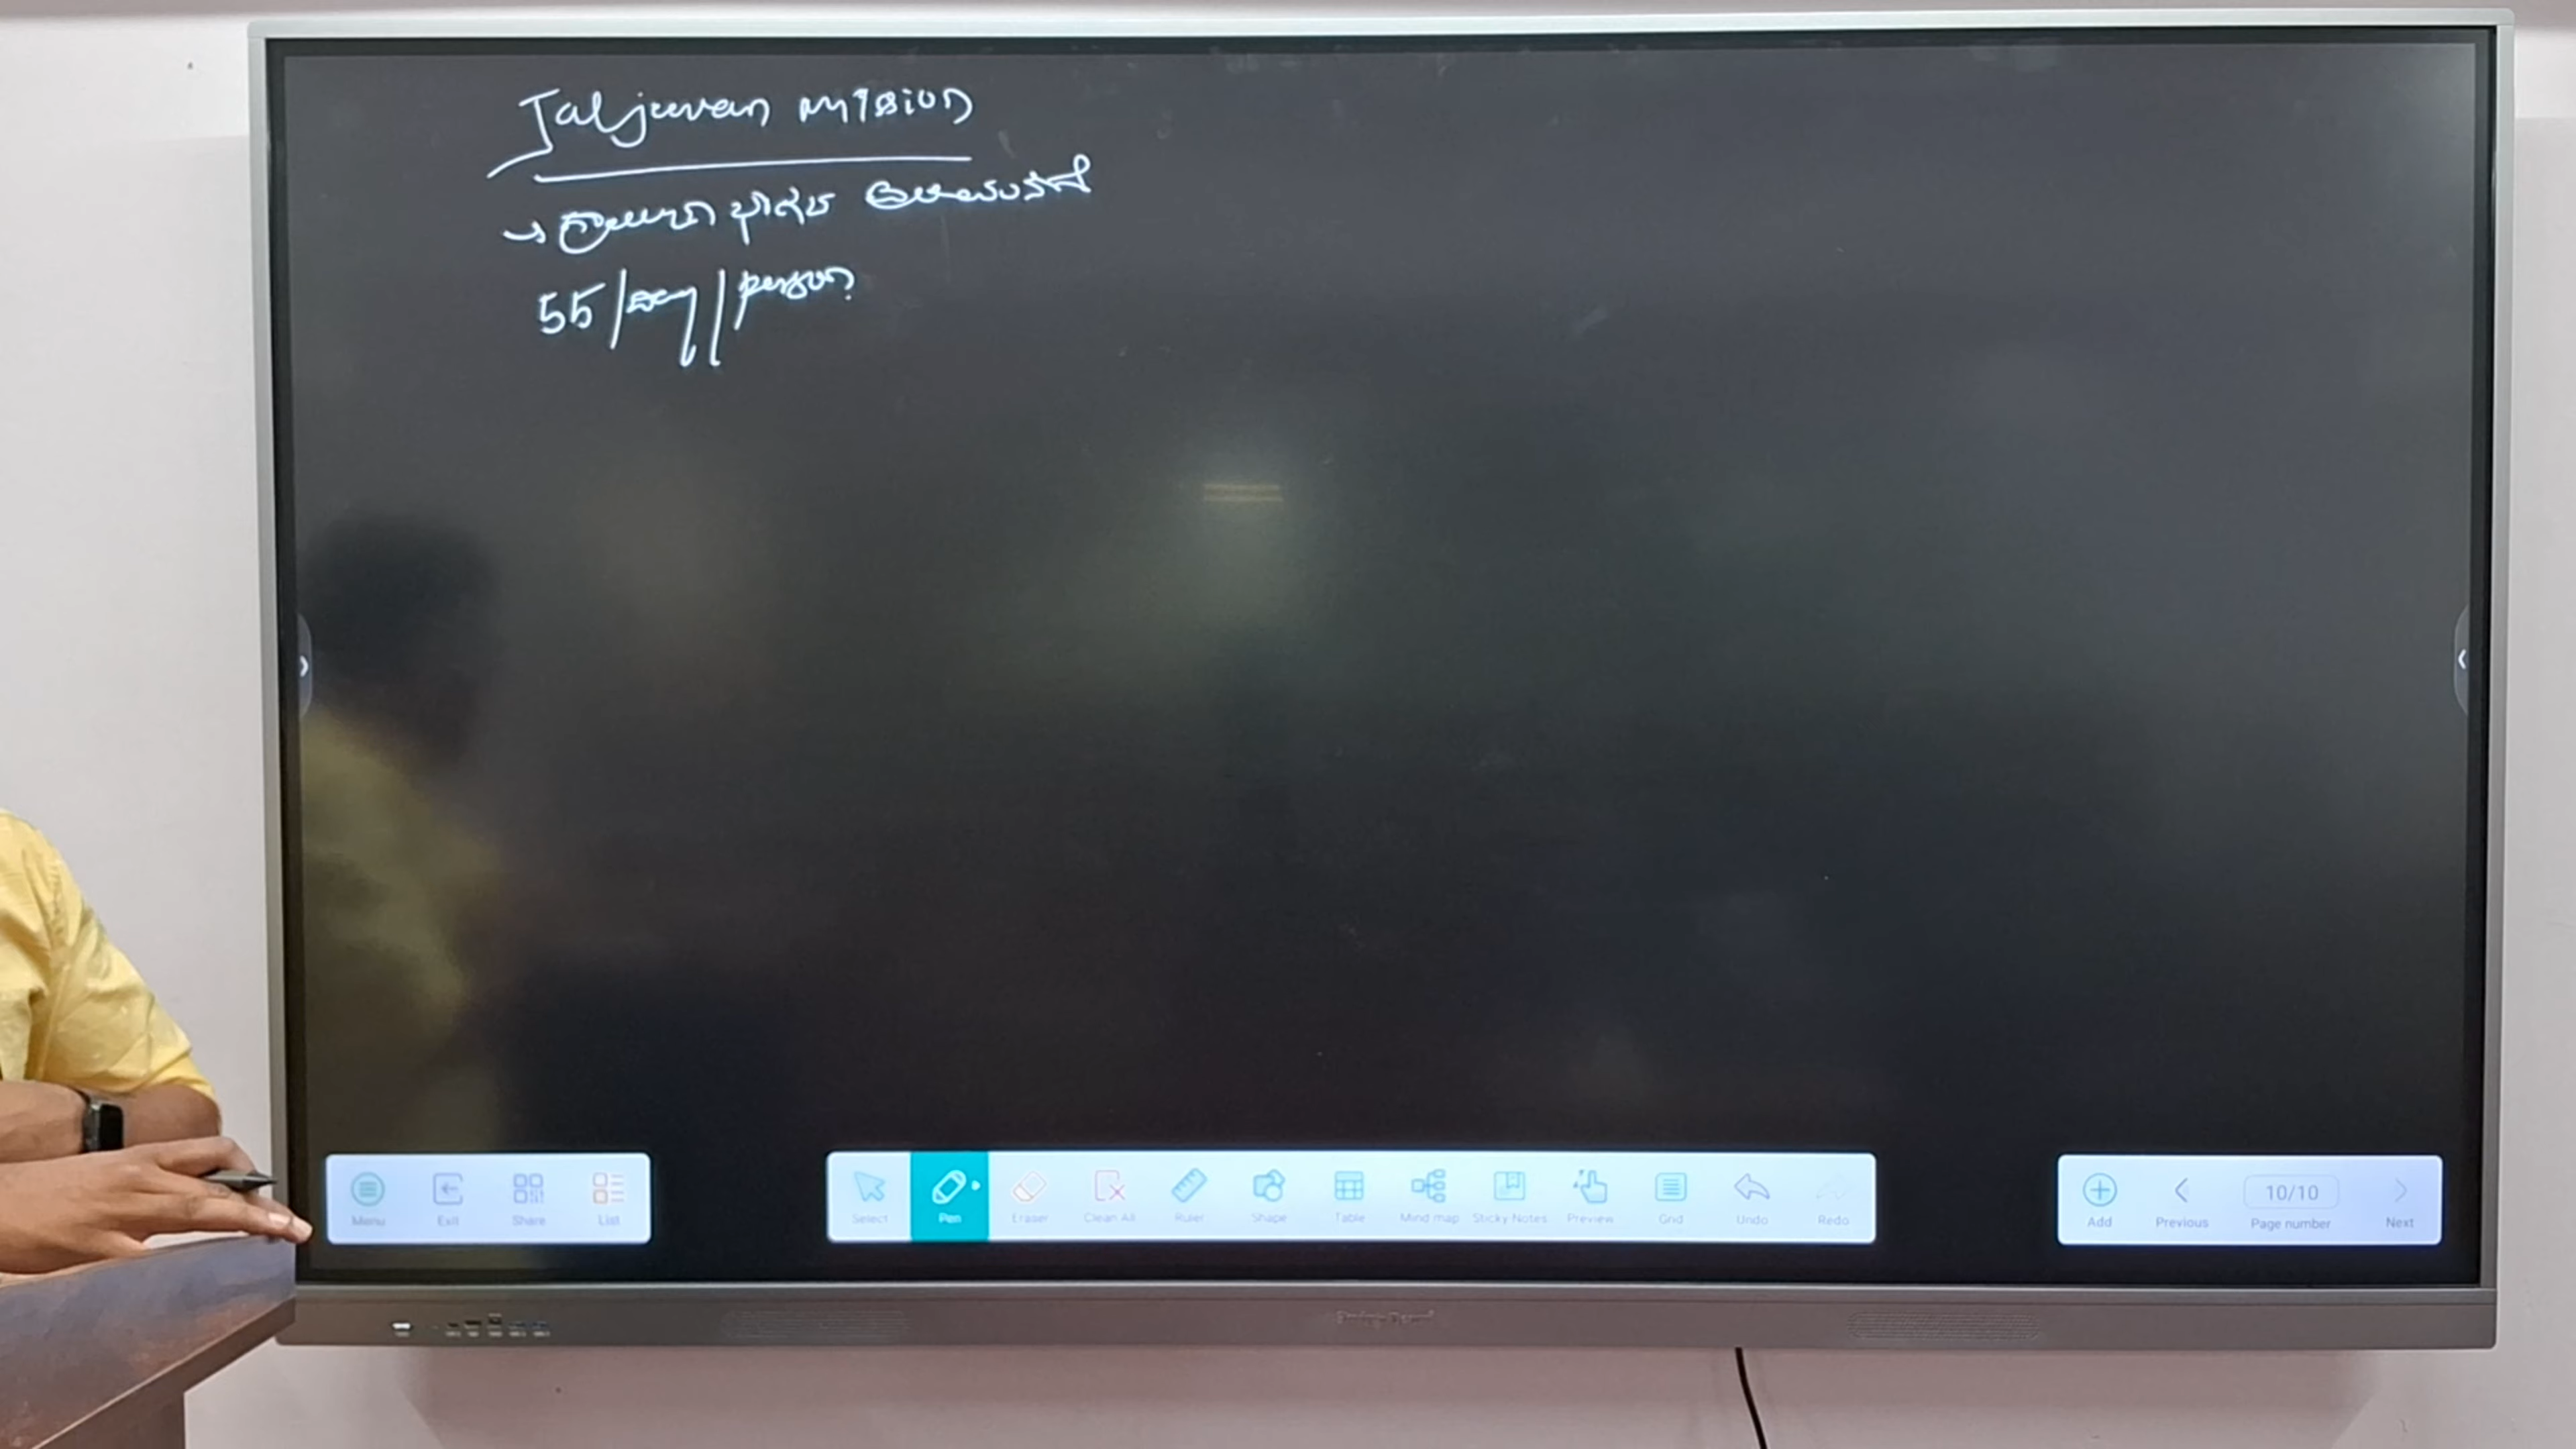 Jaljeevan mission
→
55/day/person
Menu Exit Share List
Select Pen Eraser Clean All Ruler Shape Table Mind map Sticky Notes Preview Grid Undo Redo
Add Previous 10/10 Page number Next